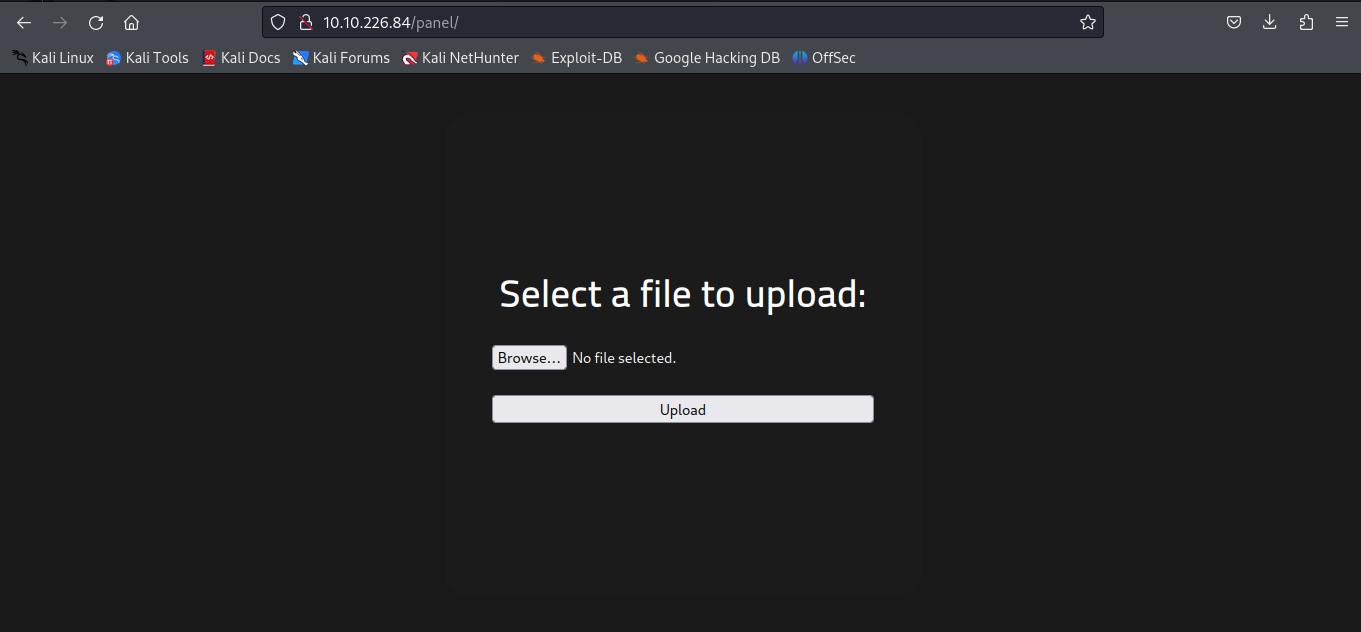 10.10.226.84/panel/
Kali Linux Kali Tools Kali Docs Kali Forums Kali NetHunter Exploit-DB Google Hacking DB OffSec
Select a file to upload:
Browse... No file selected.
Upload